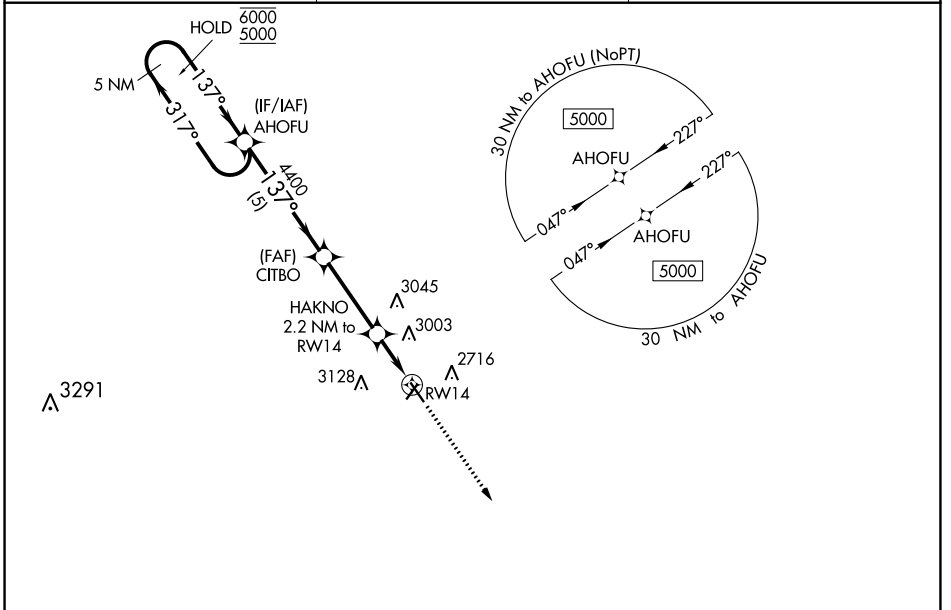 HOLD 6000
5000
5 NM
137°
317°
(IF/IAF)
AHOFU
4400
137°
(5)
(FAF)
CITBO
HAKNO
2.2 NM to
RW14
3045
3003
2716
3128
RW14
3291
30 NM to AHOFU (NoPT)
5000
AHOFU
227°
047°
227°
047°
AHOFU
5000
30 NM to AHOFU